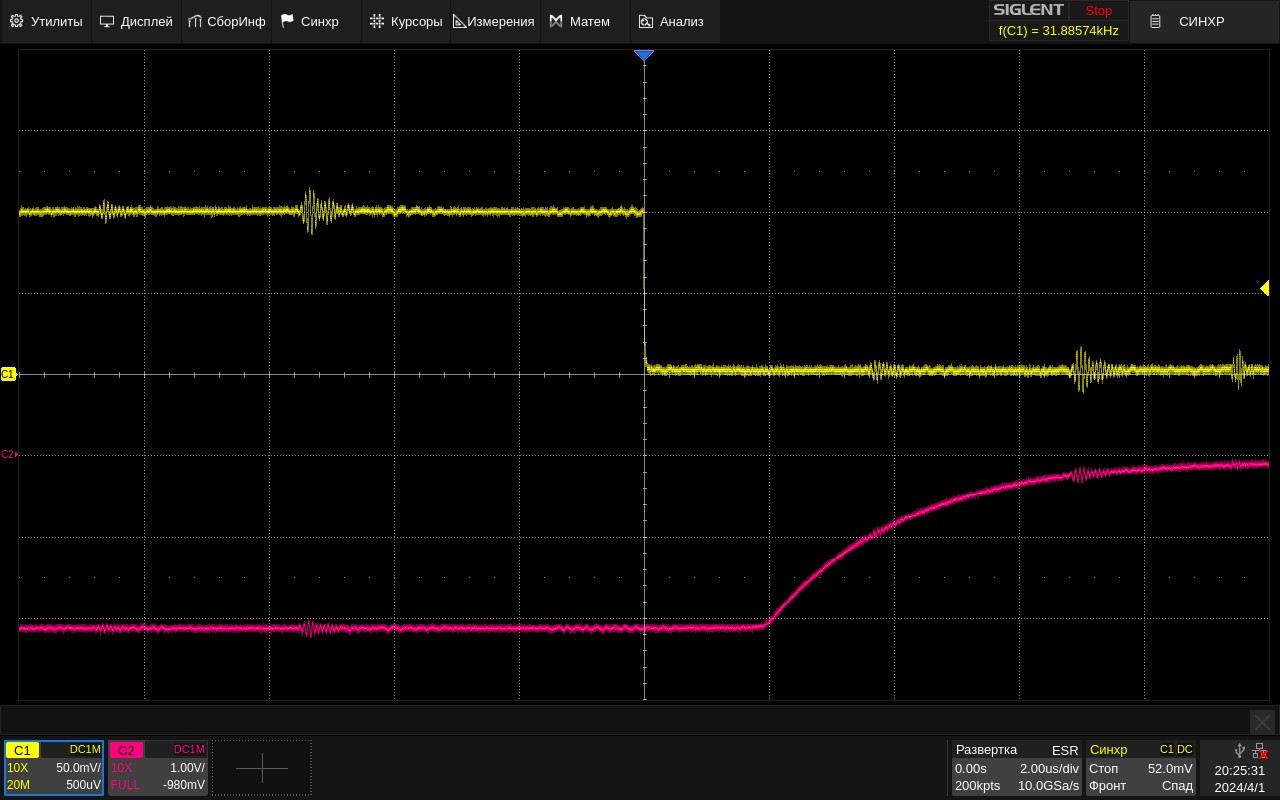 Утилиты Дисплей СборИнф Синхр Курсоры Измерения Матем Анализ SIGLENT Stop СИНХР
f(C1) = 31.88574kHz
C1
C2
C1 DC1M C2 DC1M Развертка ESR Синхр C1 DC
10X 50.0mV/ 10X 1.00V/ 0.00s 2.00us/div Стоп 52.0mV 20:25:31
20M 500uV FULL -980mV 200kpts 10.0GSa/s Фронт Спад 2024/4/1